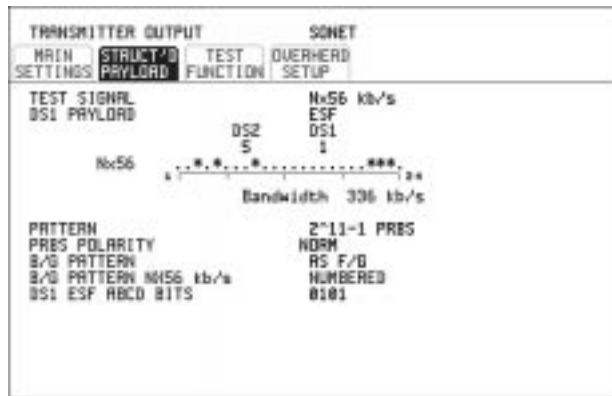 TRANSMITTER OUTPUT SONET
MAIN SETTINGS STRUCT'D PAYLOAD TEST FUNCTION OVERHEAD SETUP
TEST SIGNAL Nx56 kb/s
DS1 PAYLOAD ESF
DS2 DS1
5 1
Nx56 ..*.*...*...........***.
1 24
Bandwidth 336 kb/s
PATTERN 2^11-1 PRBS
PRBS POLARITY NORM
B/G PATTERN AS F/G
B/G PATTERN NX56 kb/s NUMBERED
DS1 ESF ABCD BITS 0101